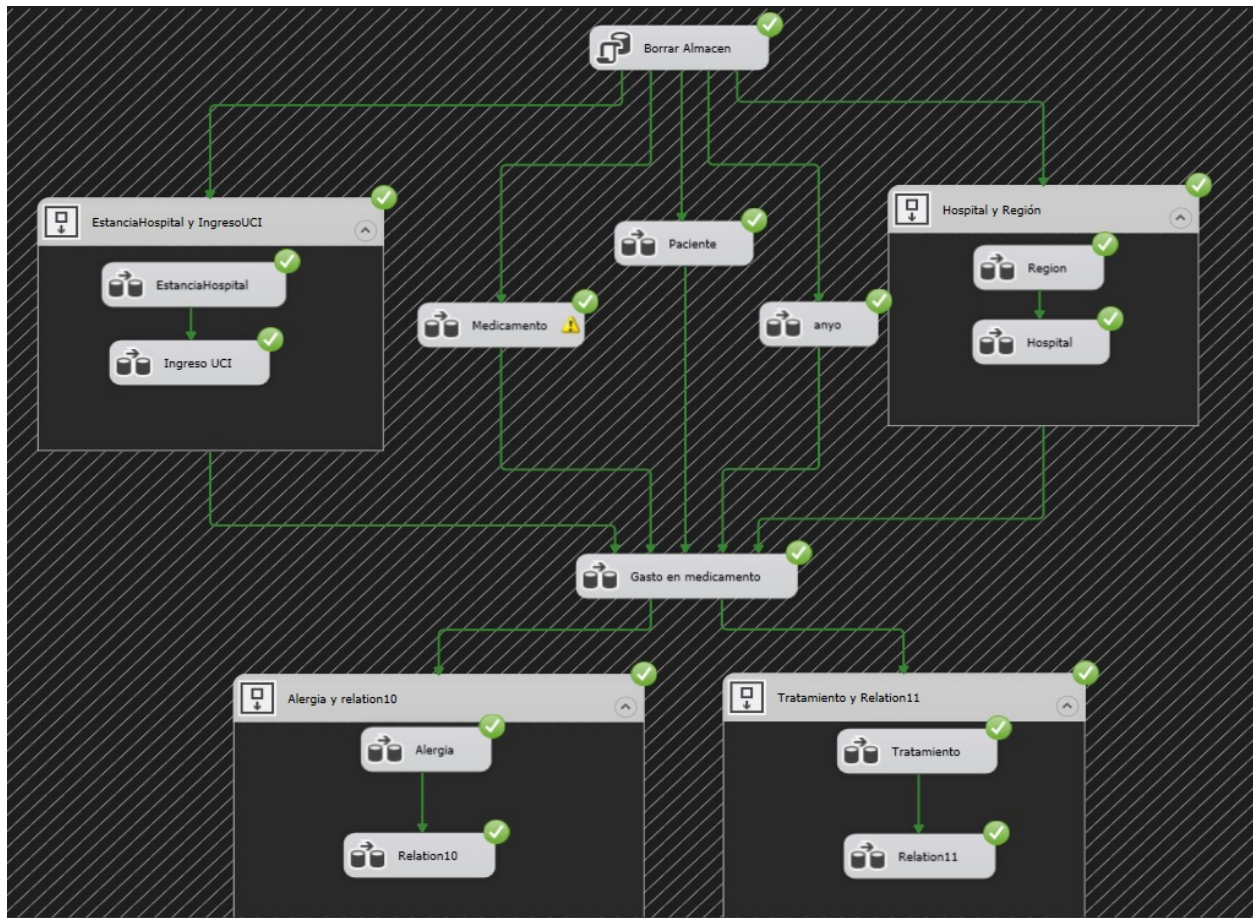 Borrar Almacen
EstanciaHospital y IngresoUCI
EstanciaHospital
Ingreso UCI
Medicamento
Paciente
anyo
Hospital y Región
Region
Hospital
Gasto en medicamento
Alergia y relation10
Alergia
Relation10
Tratamiento y Relation11
Tratamiento
Relation11